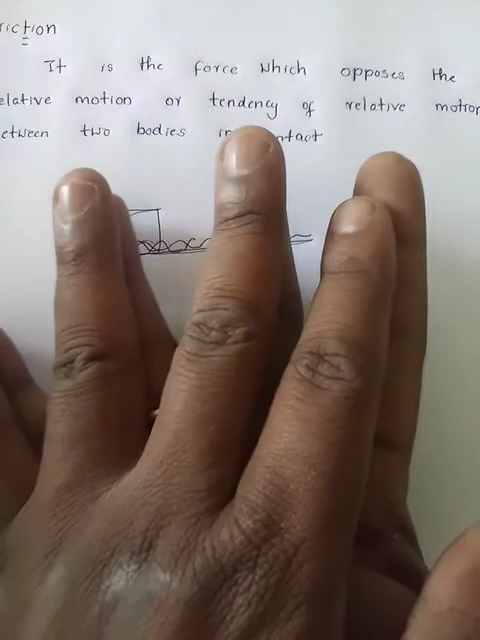 riction
It is the force which opposes the
elative motion or tendency of relative motion
etween two bodies in ntact